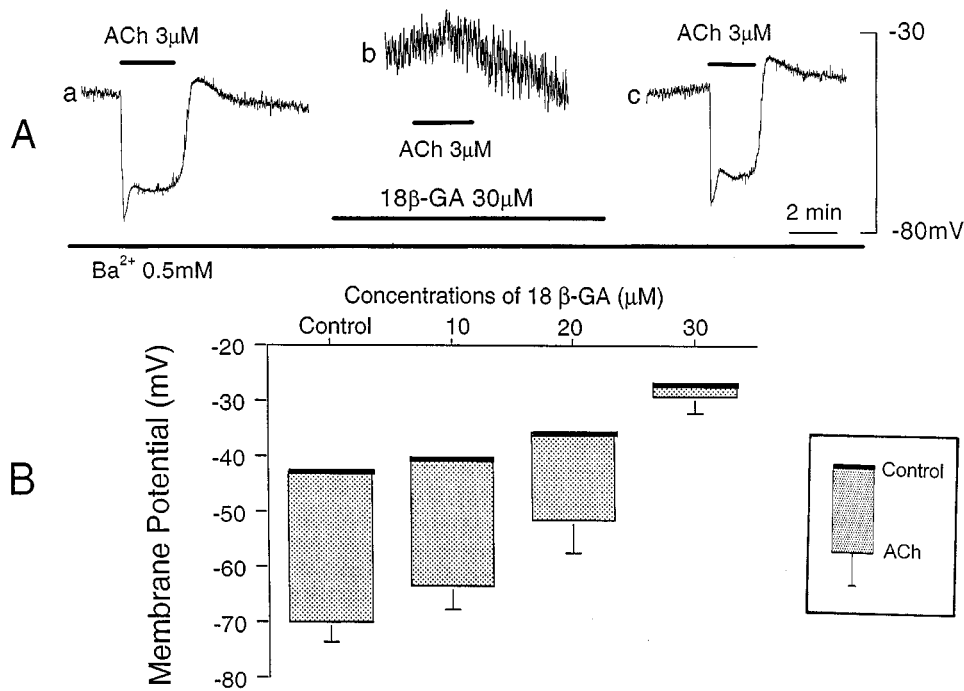 A
ACh 3μM
a
b
ACh 3μM
18β-GA 30μM
ACh 3μM
c
-30
2 min
-80mV
Ba²⁺ 0.5mM
B
Concentrations of 18 β-GA (μM)
Control 10 20 30
Membrane Potential (mV)
-20
-30
-40
-50
-60
-70
-80
Control
ACh